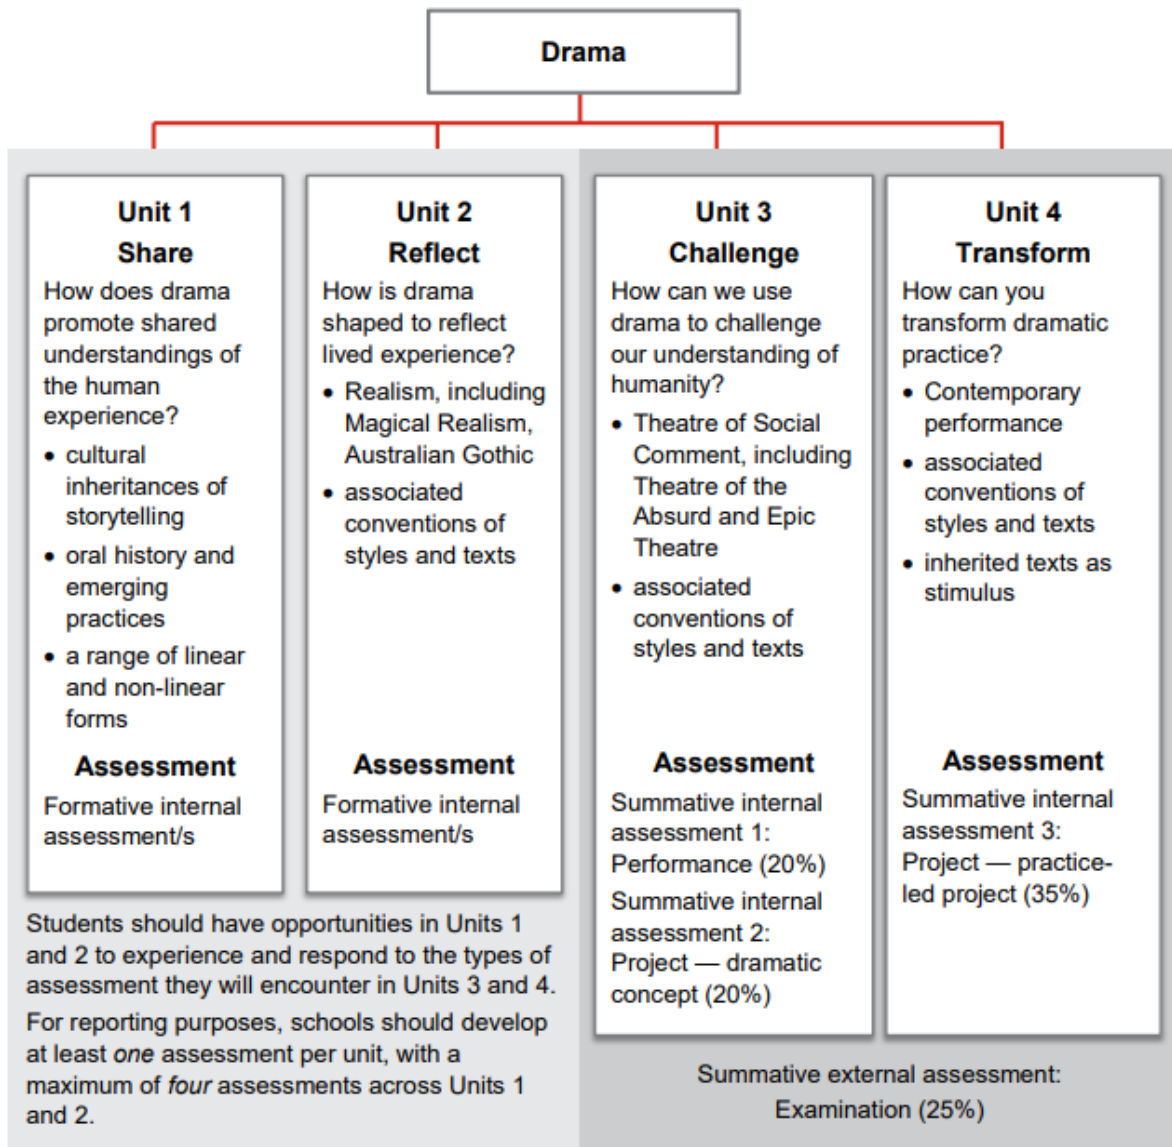 Drama
Unit 1
Share
How does drama
promote shared
understandings of
the human
experience?
• cultural
inheritances of
storytelling
• oral history and
emerging
practices
• a range of linear
and non-linear
forms
Assessment
Formative internal
assessment/s
Unit 2
Reflect
How is drama
shaped to reflect
lived experience?
• Realism, including
Magical Realism,
Australian Gothic
• associated
conventions of
styles and texts
Assessment
Formative internal
assessment/s
Students should have opportunities in Units 1
and 2 to experience and respond to the types of
assessment they will encounter in Units 3 and 4.
For reporting purposes, schools should develop
at least one assessment per unit, with a
maximum of four assessments across Units 1
and 2.
Unit 3
Challenge
How can we use
drama to challenge
our understanding of
humanity?
• Theatre of Social
Comment, including
Theatre of the
Absurd and Epic
Theatre
• associated
conventions of
styles and texts
Assessment
Summative internal
assessment 1:
Performance (20%)
Summative internal
assessment 2:
Project — dramatic
concept (20%)
Unit 4
Transform
How can you
transform dramatic
practice?
• Contemporary
performance
• associated
conventions of
styles and texts
• inherited texts as
stimulus
Assessment
Summative internal
assessment 3:
Project — practice-
led project (35%)
Summative external assessment:
Examination (25%)